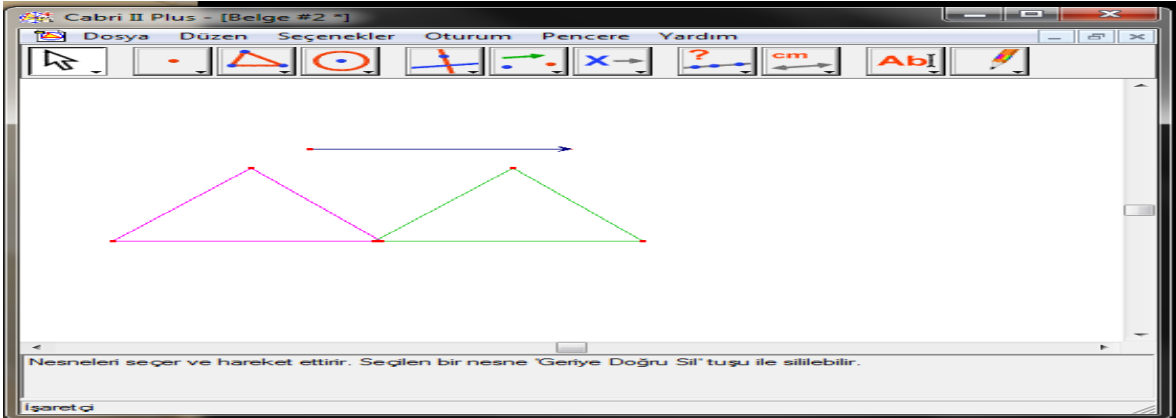 Cabri II Plus - [Belge #2 *]
Dosya Düzen Seçenekler Oturum Pencere Yardım
? cm Ab
Nesneleri seçer ve hareket ettirir. Seçilen bir nesne 'Geriye Doğru Sil' tuşu ile sililebilir.
İşaretçi